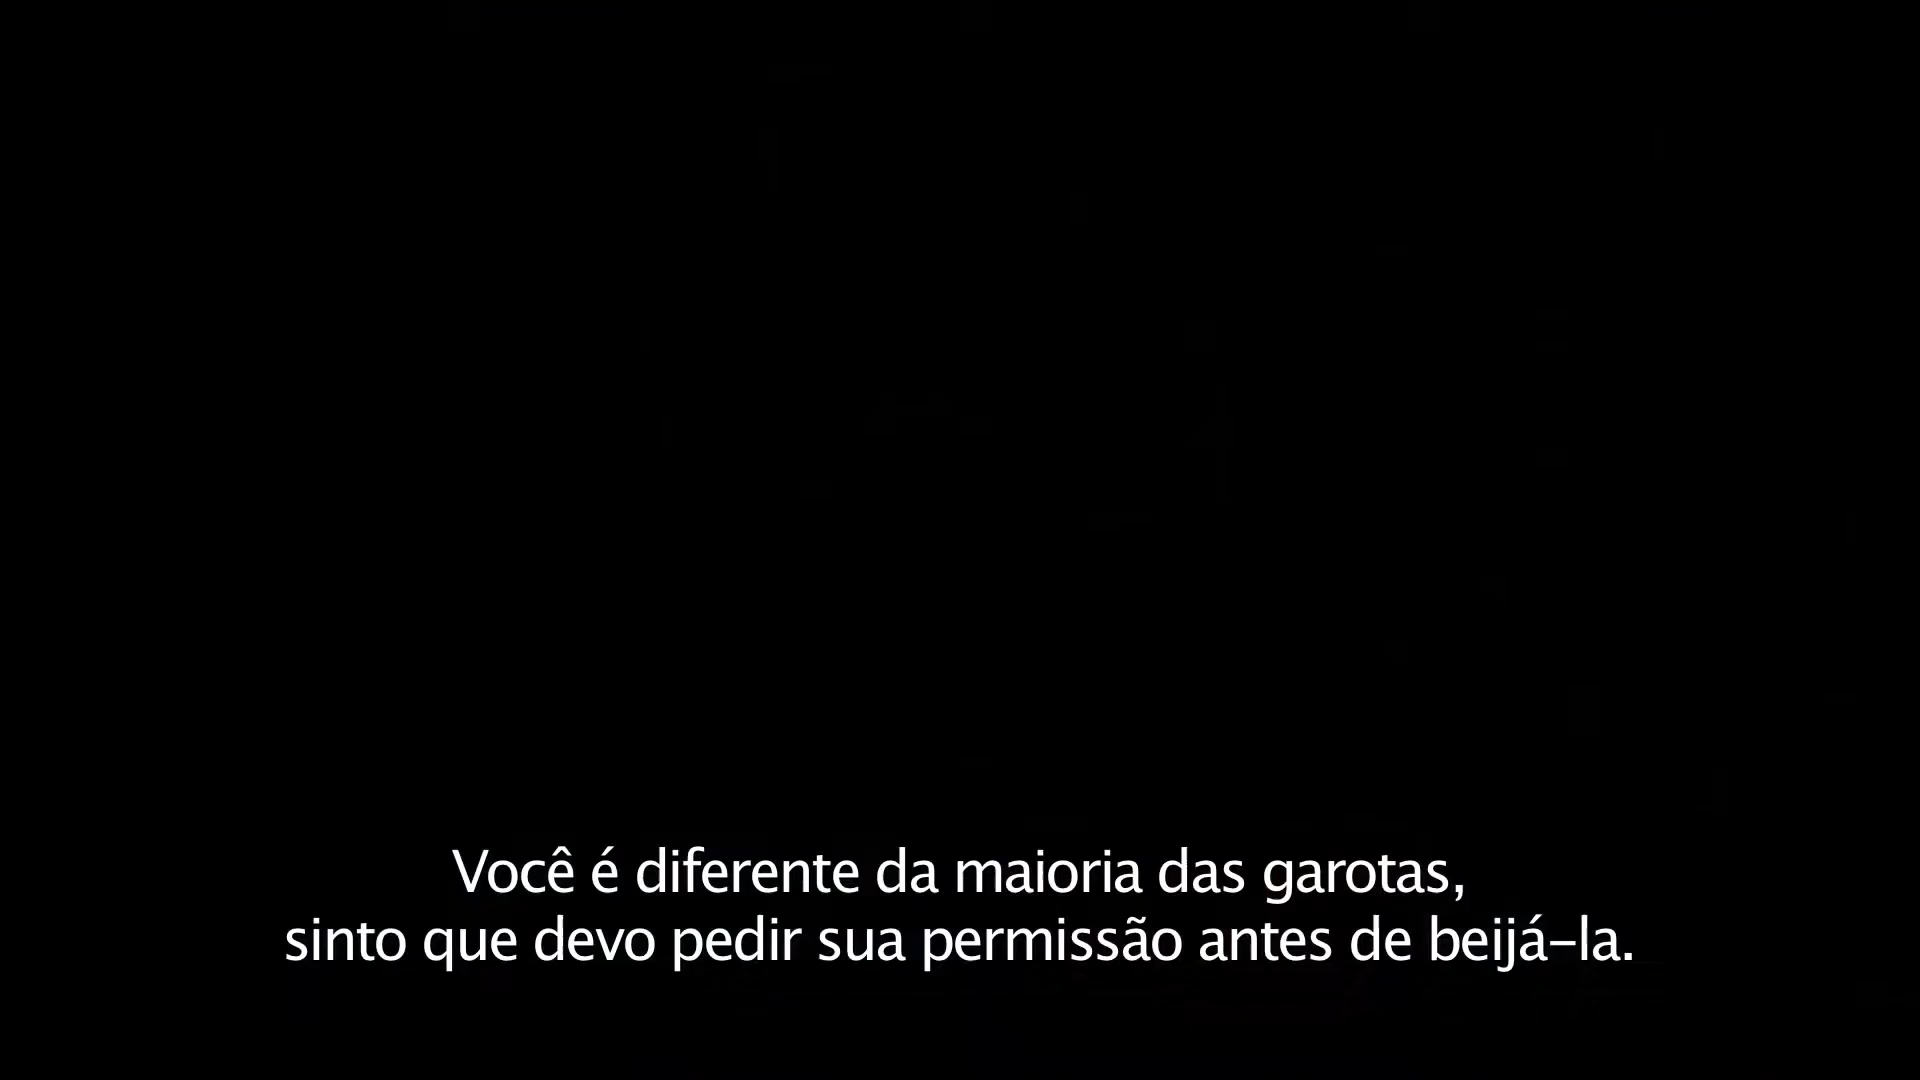 Você é diferente da maioria das garotas,
sinto que devo pedir sua permissão antes de beijá-la.